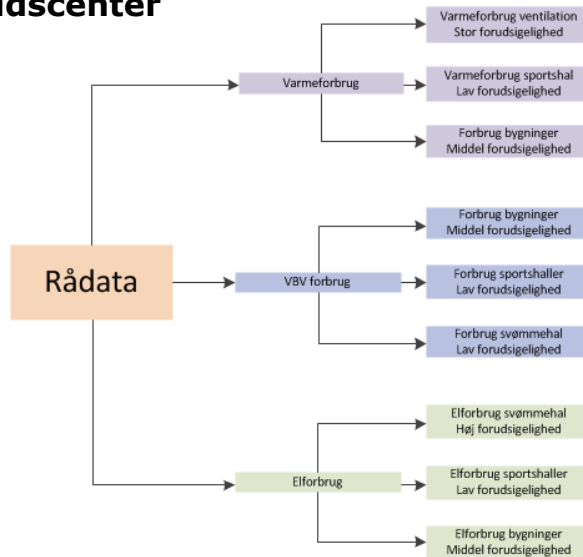 idscenter
Varmeforbrug ventilation
Stor forudsigelighed
Varmeforbrug
Varmeforbrug sportshal
Lav forudsigelighed
Forbrug bygninger
Middel forudsigelighed
Rådata
Forbrug bygninger
Middel forudsigelighed
VBV forbrug
Forbrug sportshaller
Lav forudsigelighed
Forbrug svømmehal
Lav forudsigelighed
Elforbrug svømmehal
Høj forudsigelighed
Elforbrug
Elforbrug sportshaller
Lav forudsigelighed
Elforbrug bygninger
Middel forudsigelighed